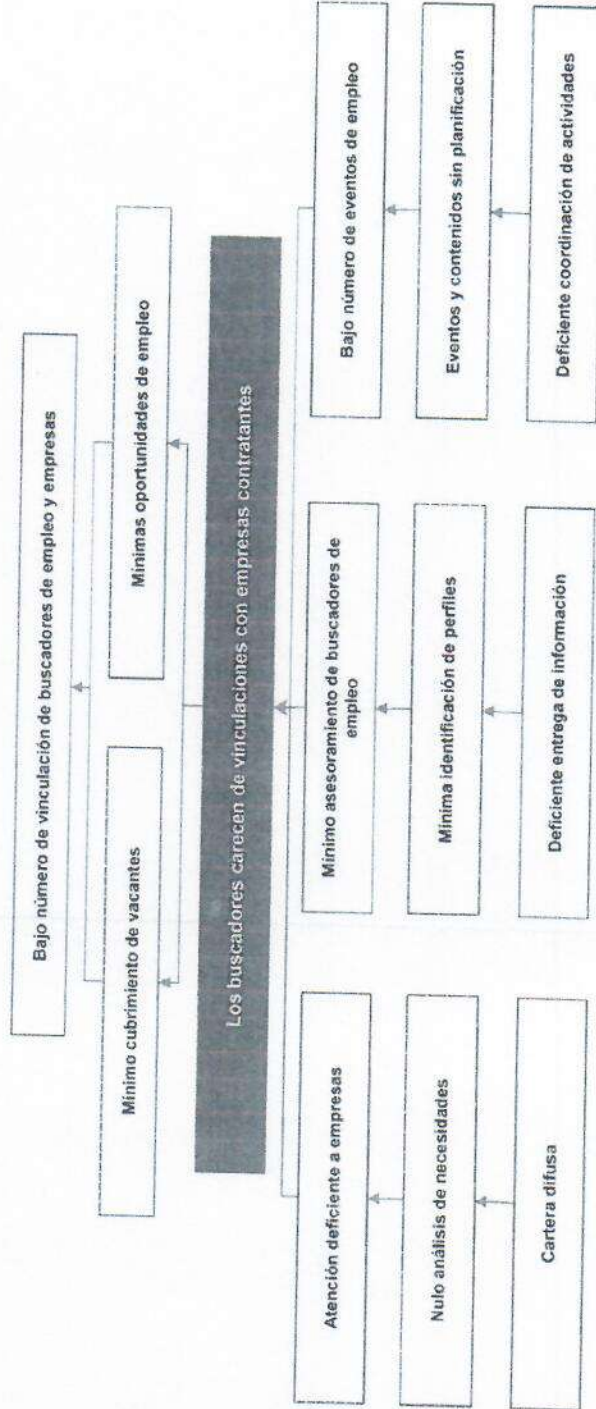 Bajo número de vinculación de buscadores de empleo y empresas
Mínimo cubrimiento de vacantes
Mínimas oportunidades de empleo
Los buscadores carecen de vinculaciones con empresas contratantes
Atención deficiente a empresas
Mínimo asesoramiento de buscadores de
empleo
Bajo número de eventos de empleo
Nulo análisis de necesidades
Mínima identificación de perfiles
Eventos y contenidos sin planificación
Cartera difusa
Deficiente entrega de información
Deficiente coordinación de actividades